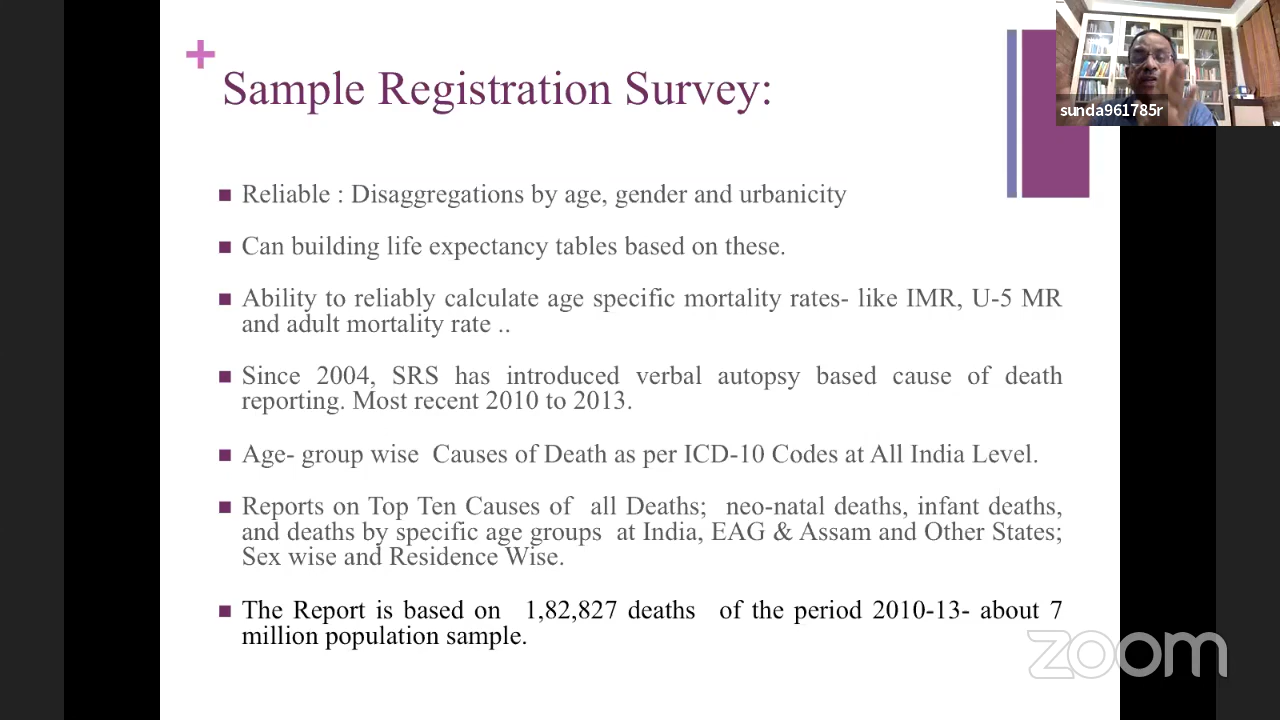 +
Sample Registration Survey:
sunda961785r
■ Reliable : Disaggregations by age, gender and urbanicity
■ Can building life expectancy tables based on these.
■ Ability to reliably calculate age specific mortality rates- like IMR, U-5 MR
and adult mortality rate ..
■ Since 2004, SRS has introduced verbal autopsy based cause of death
reporting. Most recent 2010 to 2013.
■ Age- group wise Causes of Death as per ICD-10 Codes at All India Level.
■ Reports on Top Ten Causes of all Deaths; neo-natal deaths, infant deaths,
and deaths by specific age groups at India, EAG & Assam and Other States;
Sex wise and Residence Wise.
■ The Report is based on 1,82,827 deaths of the period 2010-13- about 7
million population sample.
zoom